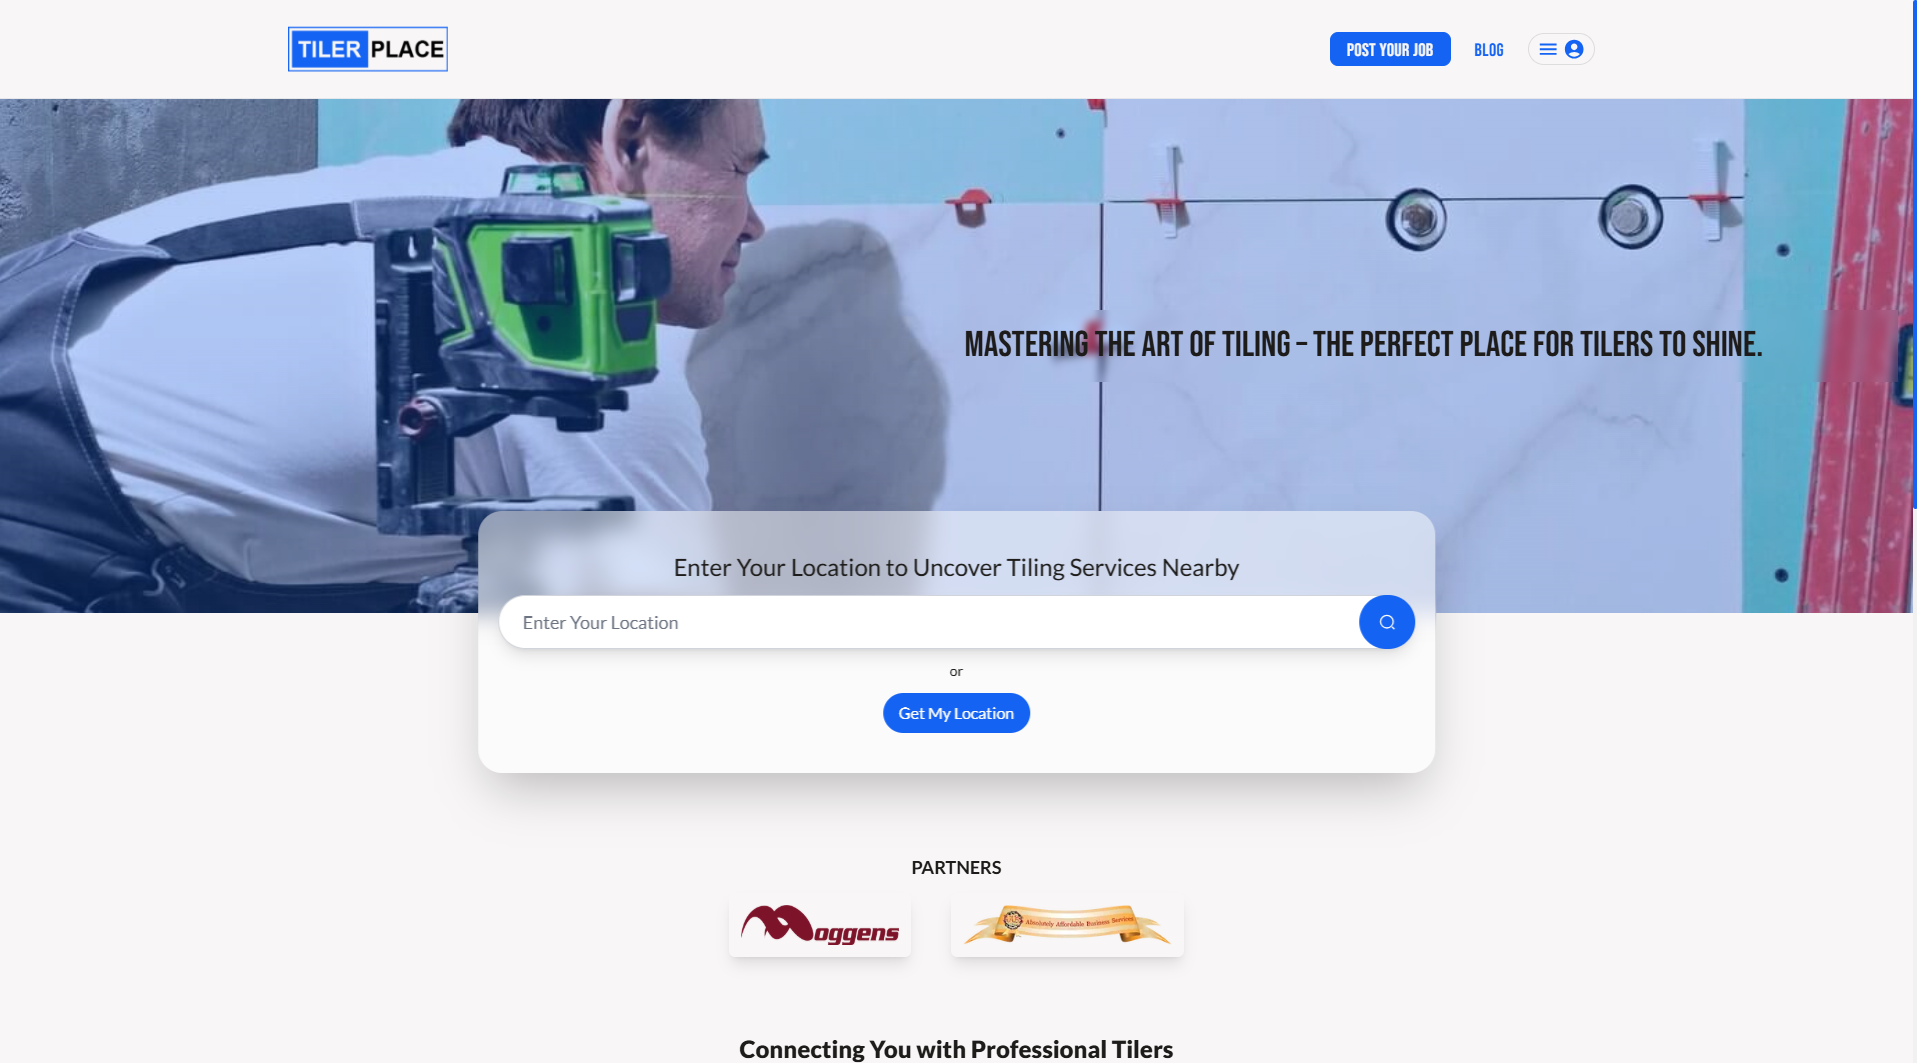 TILER PLACE
POST YOUR JOB
BLOG
MASTERING THE ART OF TILING – THE PERFECT PLACE FOR TILERS TO SHINE.
Enter Your Location to Uncover Tiling Services Nearby
Enter Your Location
or
Get My Location
PARTNERS
Moggens
Absolutely Affordable Business Services
Connecting You with Professional Tilers